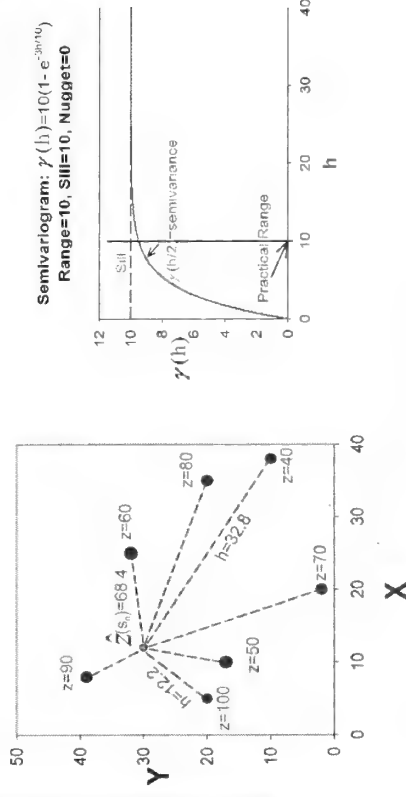 Semivariogram: γ(h)=10(1- e^-3h/10)
Range=10, Sill=10, Nugget=0
50
40
30
20
10
0
Y
z=90
Ẑ(s₀)=68.4
z=60
z=80
h=12.2
h=32.8
z=100
z=50
z=40
z=70
0
10
20
30
40
X
12
10
8
6
4
2
0
γ(h)
Sill
=semivariance
Practical Range
0
10
20
30
40
h